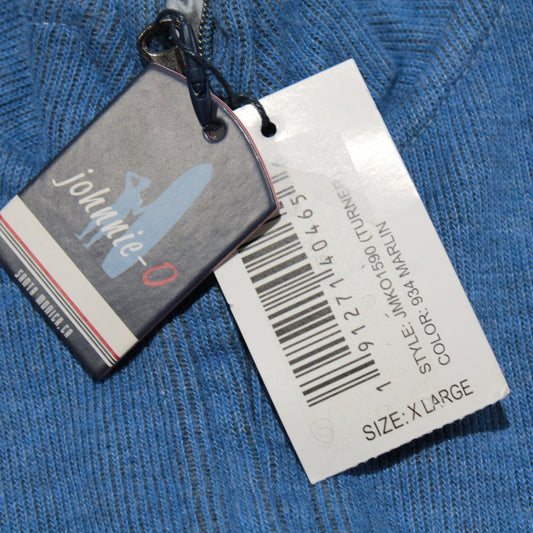 johnnie-O
SANTA MONICA, CA
STYLE: JMKO1590 (TURNER
COLOR: 934 MARLIN
1 91271 40465
SIZE: X LARGE